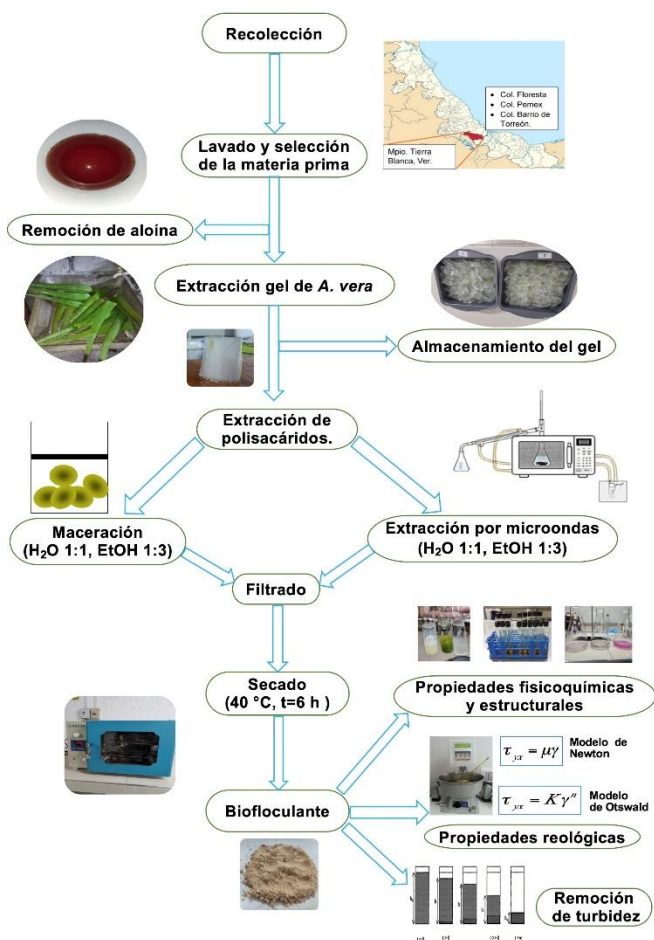 Recolección
• Col. Floresta
• Col. Pemex
• Col. Barrio de
Torreón.
Mpio. Tierra
Blanca, Ver.
Lavado y selección
de la materia prima
Remoción de aloína
Extracción gel de A. vera
Almacenamiento del gel
Extracción de
polisacáridos.
Maceración
(H₂O 1:1, EtOH 1:3)
Extracción por microondas
(H₂O 1:1, EtOH 1:3)
Filtrado
Secado
(40 °C, t=6 h )
Propiedades fisicoquímicas
y estructurales
Biofloculante
τyx = μγ
Modelo de
Newton
τyx = Kγⁿ
Modelo
de Otswald
Propiedades reológicas
Remoción
de turbidez